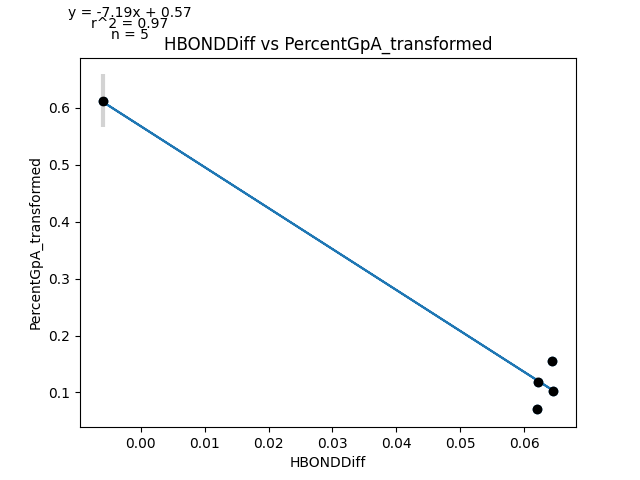 y = -7.19x + 0.57
r^2 = 0.97
n = 5
HBONDDiff vs PercentGpA_transformed
PercentGpA_transformed
0.6
0.5
0.4
0.3
0.2
0.1
0.00 0.01 0.02 0.03 0.04 0.05 0.06
HBONDDiff